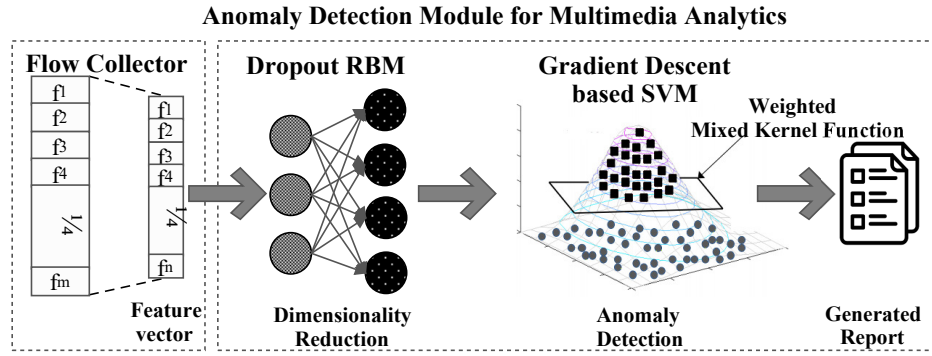 Anomaly Detection Module for Multimedia Analytics
Flow Collector
f1
f2
f3
f4
¼
fm
f1
f2
f3
f4
¼
fn
Feature
vector
Dropout RBM
Dimensionality
Reduction
Gradient Descent
based SVM
Weighted
Mixed Kernel Function
Anomaly
Detection
Generated
Report